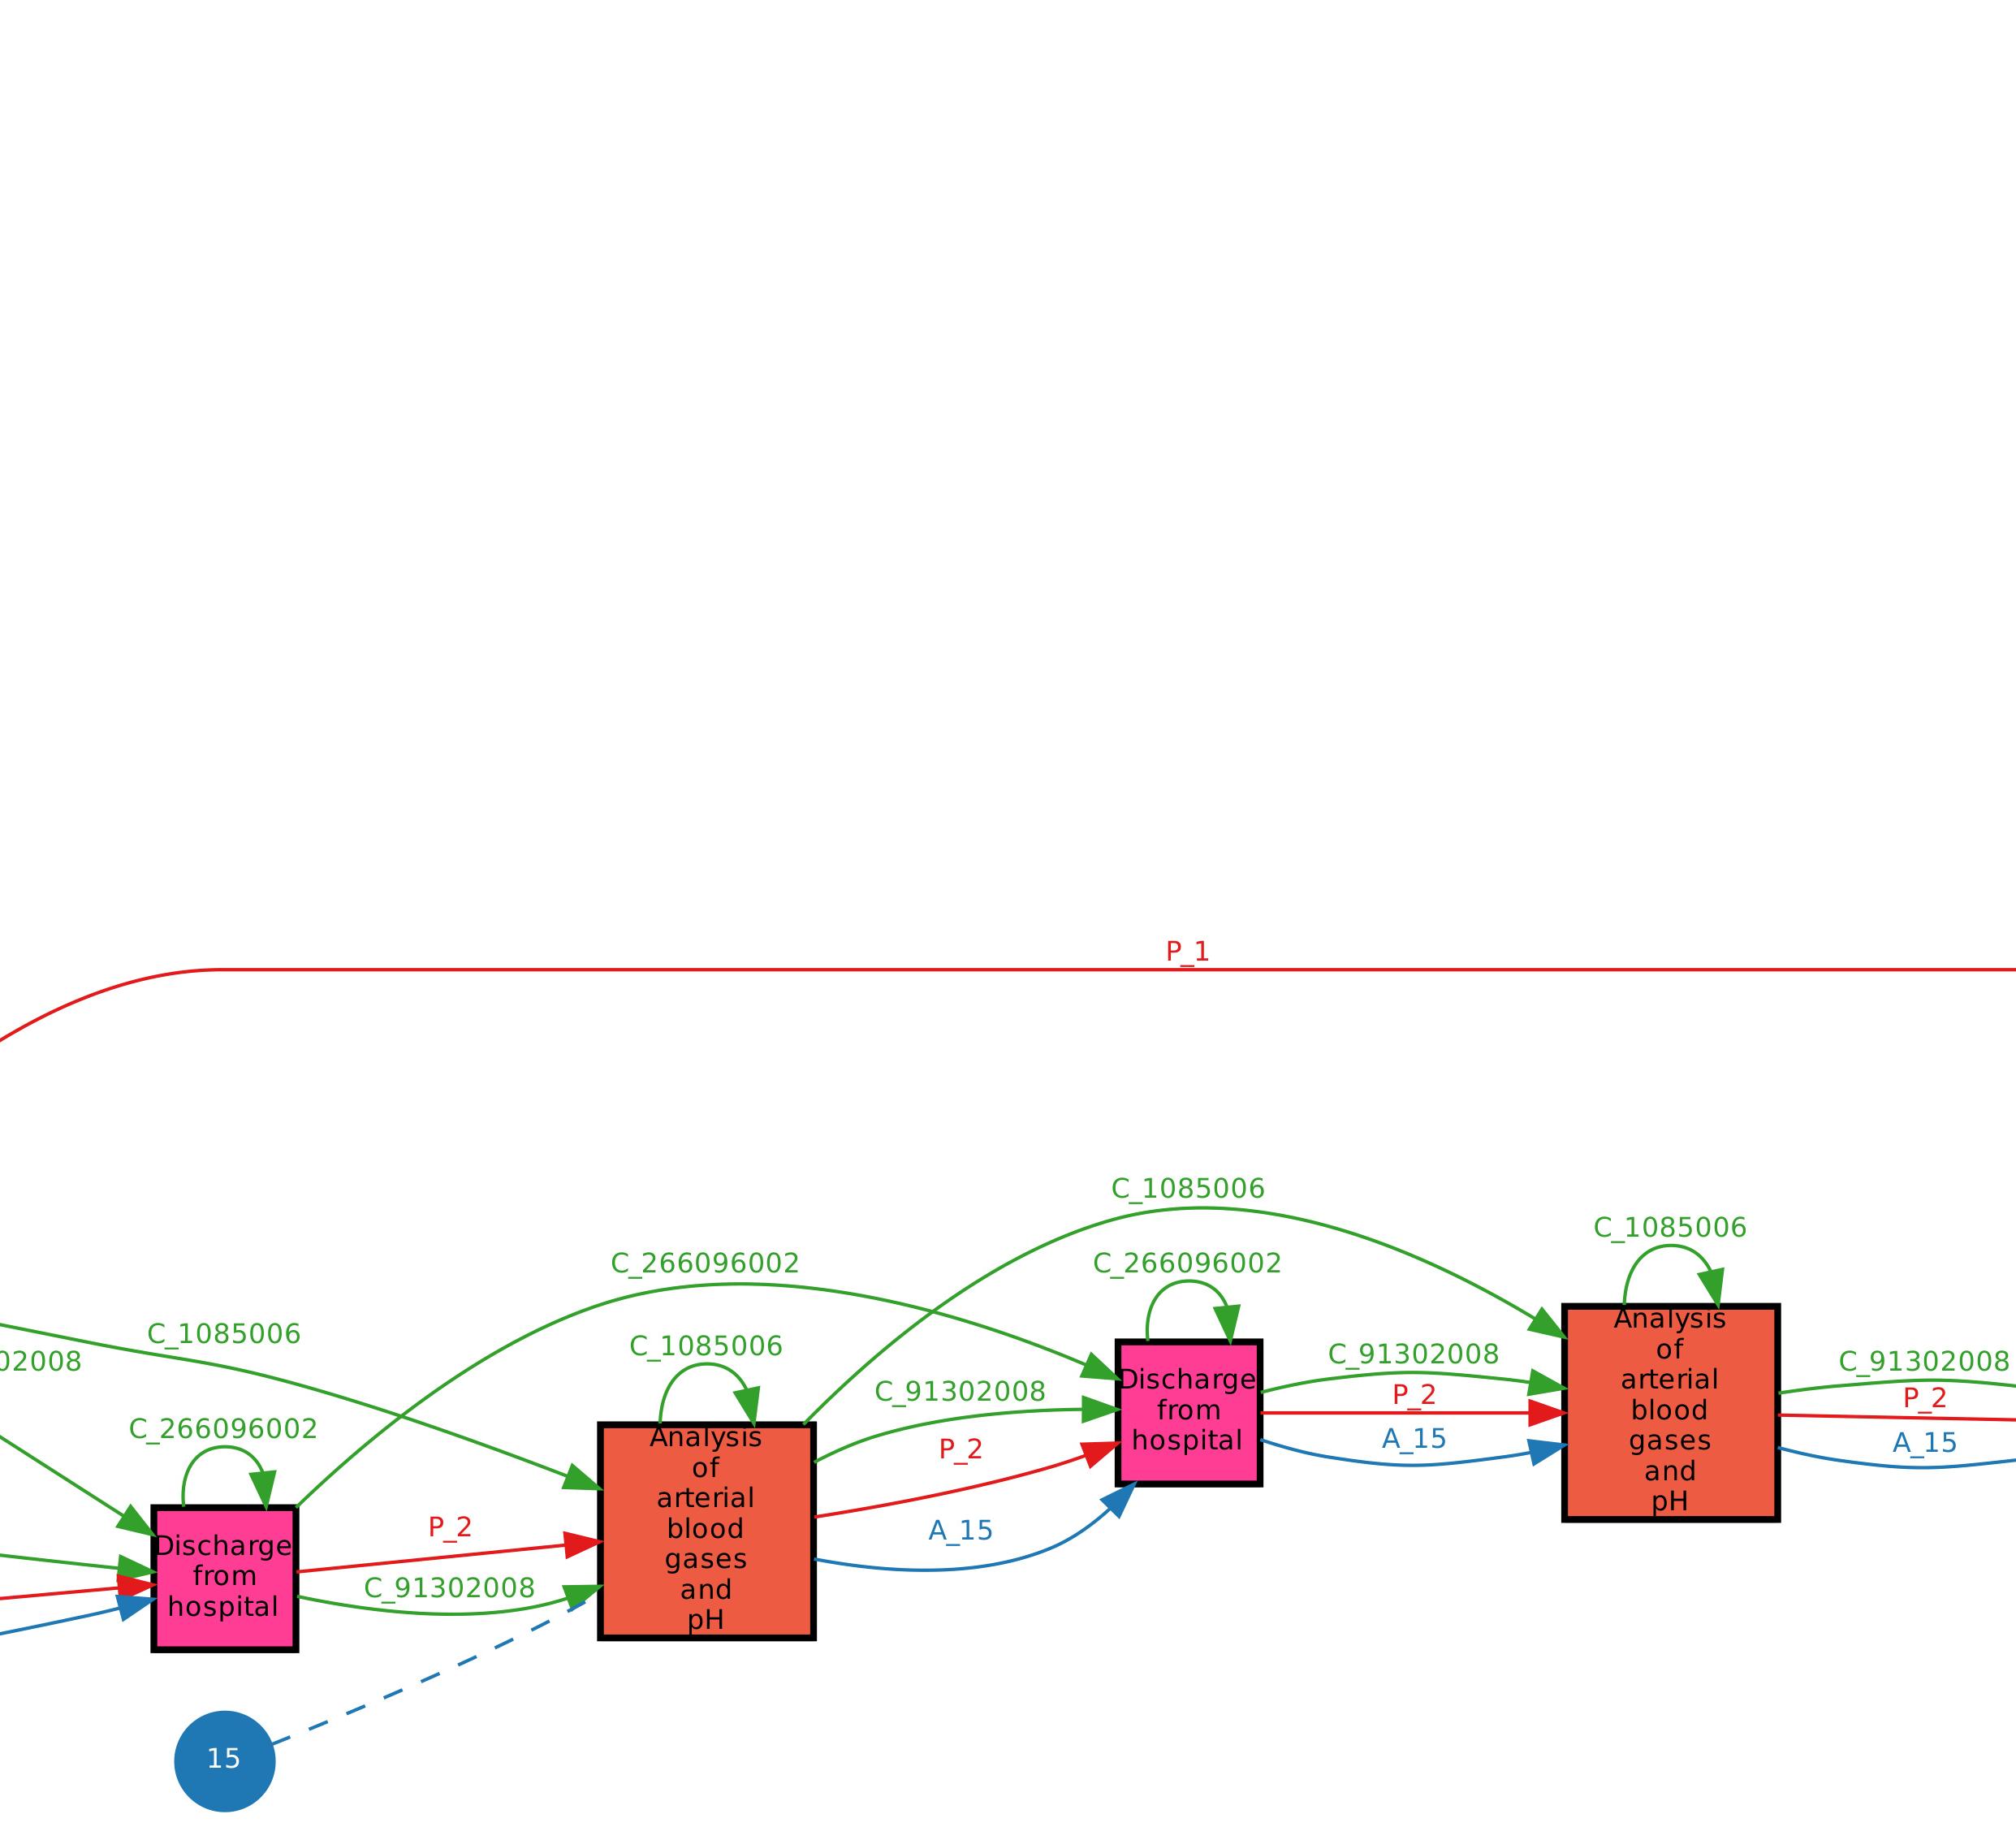 P_1
C_1085006
C_1085006
C_266096002
C_266096002
C_1085006
C_1085006
02008
C_266096002
C_91302008
C_91302008
C_91302008
P_2
P_2
P_2
A_15
A_15
A_15
P_2
C_91302008
Discharge
from
hospital
Analysis
of
arterial
blood
gases
and
pH
Discharge
from
hospital
Analysis
of
arterial
blood
gases
and
pH
15